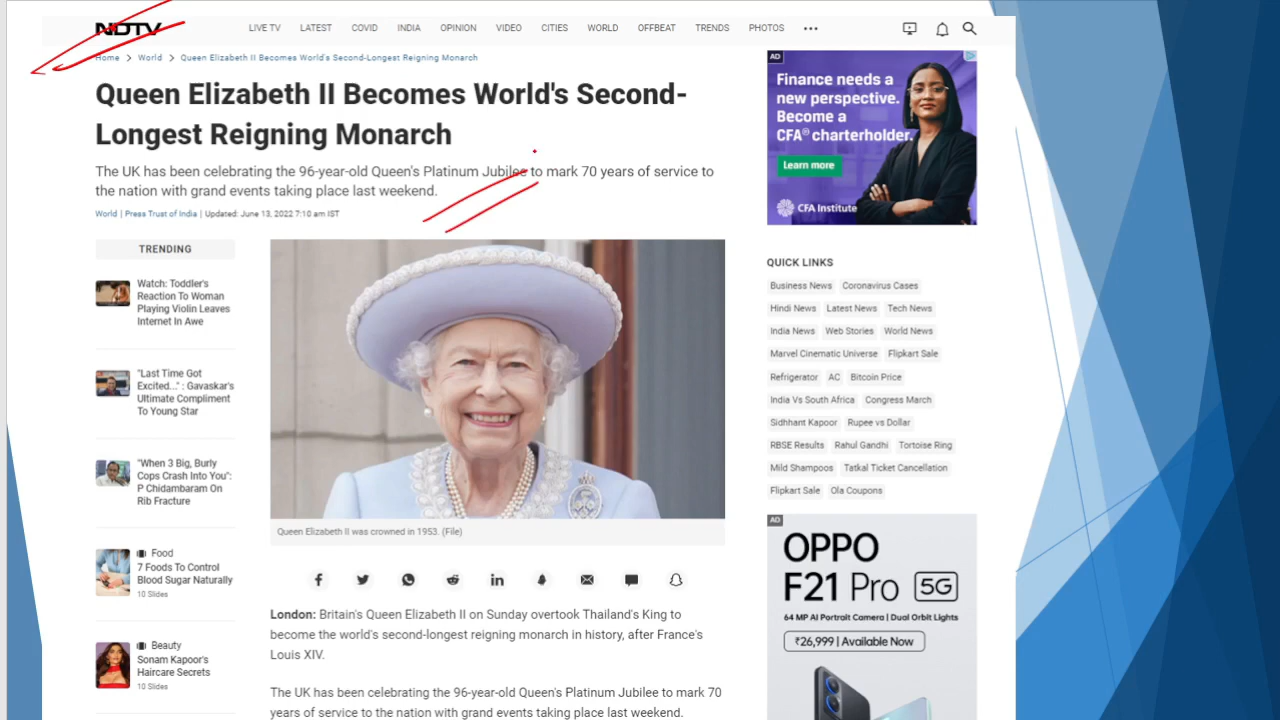 NDTV
LIVE TV LATEST COVID INDIA OPINION VIDEO CITIES WORLD OFFBEAT TRENDS PHOTOS
Home > World > Queen Elizabeth II Becomes World's Second-Longest Reigning Monarch
Queen Elizabeth II Becomes World's Second-
Longest Reigning Monarch
The UK has been celebrating the 96-year-old Queen's Platinum Jubilee to mark 70 years of service to
the nation with grand events taking place last weekend.
World | Press Trust of India | Updated: June 13, 2022 7:10 am IST
TRENDING
Watch: Toddler's
Reaction To Woman
Playing Violin Leaves
Internet In Awe
"Last Time Got
Excited..." : Gavaskar's
Ultimate Compliment
To Young Star
"When 3 Big, Burly
Cops Crash Into You":
P Chidambaram On
Rib Fracture
Food
7 Foods To Control
Blood Sugar Naturally
10 Slides
Beauty
Sonam Kapoor's
Haircare Secrets
10 Slides
Queen Elizabeth II was crowned in 1953. (File)
London: Britain's Queen Elizabeth II on Sunday overtook Thailand's King to
become the world's second-longest reigning monarch in history, after France's
Louis XIV.
The UK has been celebrating the 96-year-old Queen's Platinum Jubilee to mark 70
years of service to the nation with grand events taking place last weekend.
AD
Finance needs a
new perspective.
Become a
CFA® charterholder.
Learn more
CFA Institute
QUICK LINKS
Business News Coronavirus Cases
Hindi News Latest News Tech News
India News Web Stories World News
Marvel Cinematic Universe Flipkart Sale
Refrigerator AC Bitcoin Price
India Vs South Africa Congress March
Sidhhant Kapoor Rupee vs Dollar
RBSE Results Rahul Gandhi Tortoise Ring
Mild Shampoos Tatkal Ticket Cancellation
Flipkart Sale Ola Coupons
AD
OPPO
F21 Pro 5G
64 MP AI Portrait Camera | Dual Orbit Lights
₹26,999 | Available Now